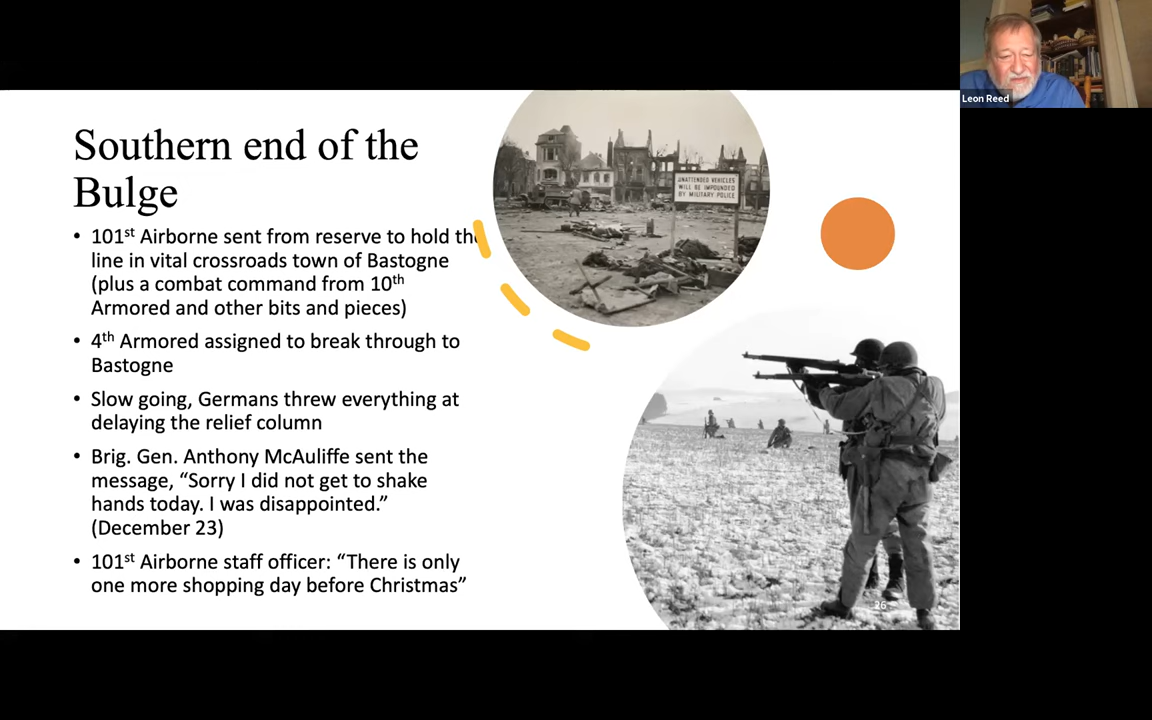 Southern end of the
Bulge
• 101st Airborne sent from reserve to hold the
line in vital crossroads town of Bastogne
(plus a combat command from 10th
Armored and other bits and pieces)
• 4th Armored assigned to break through to
Bastogne
• Slow going, Germans threw everything at
delaying the relief column
• Brig. Gen. Anthony McAuliffe sent the
message, “Sorry I did not get to shake
hands today. I was disappointed.”
(December 23)
• 101st Airborne staff officer: “There is only
one more shopping day before Christmas”
UNATTENDED VEHICLES
WILL BE IMPOUNDED
BY MILITARY POLICE
26
Leon Reed